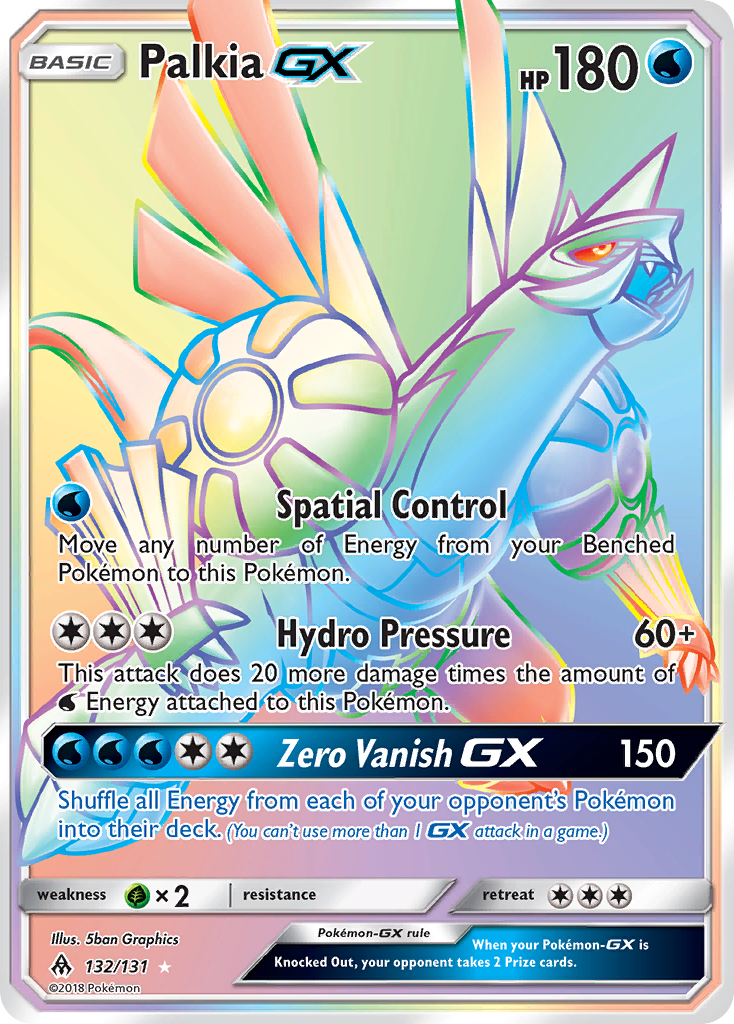 BASIC Palkia GX HP 180
Spatial Control
Move any number of Energy from your Benched
Pokémon to this Pokémon.
Hydro Pressure 60+
This attack does 20 more damage times the amount of
Energy attached to this Pokémon.
Zero Vanish GX 150
Shuffle all Energy from each of your opponent's Pokémon
into their deck. (You can't use more than 1 GX attack in a game.)
weakness × 2 resistance retreat
Illus. 5ban Graphics
132/131
©2018 Pokémon
Pokémon-GX rule
When your Pokémon-GX is
Knocked Out, your opponent takes 2 Prize cards.